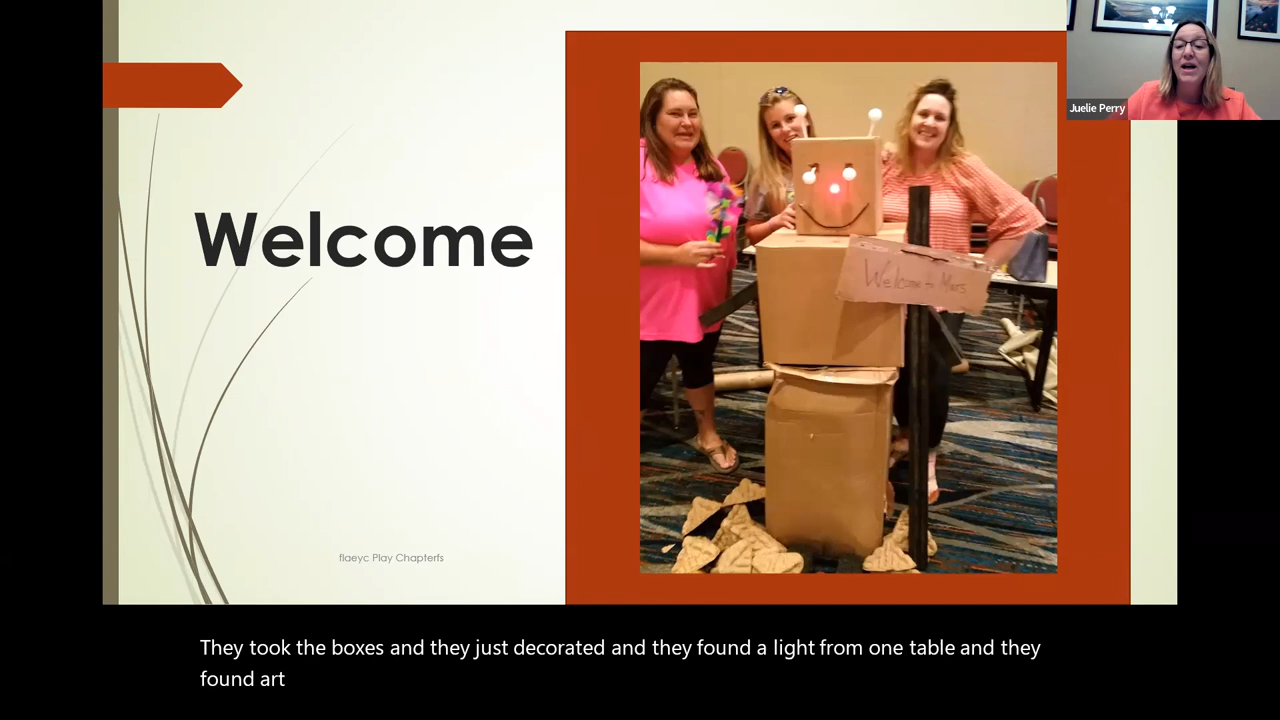 Juelie Perry
Welcome
Welcome to Mars
flaeyc Play Chapterfs
They took the boxes and they just decorated and they found a light from one table and they
found art